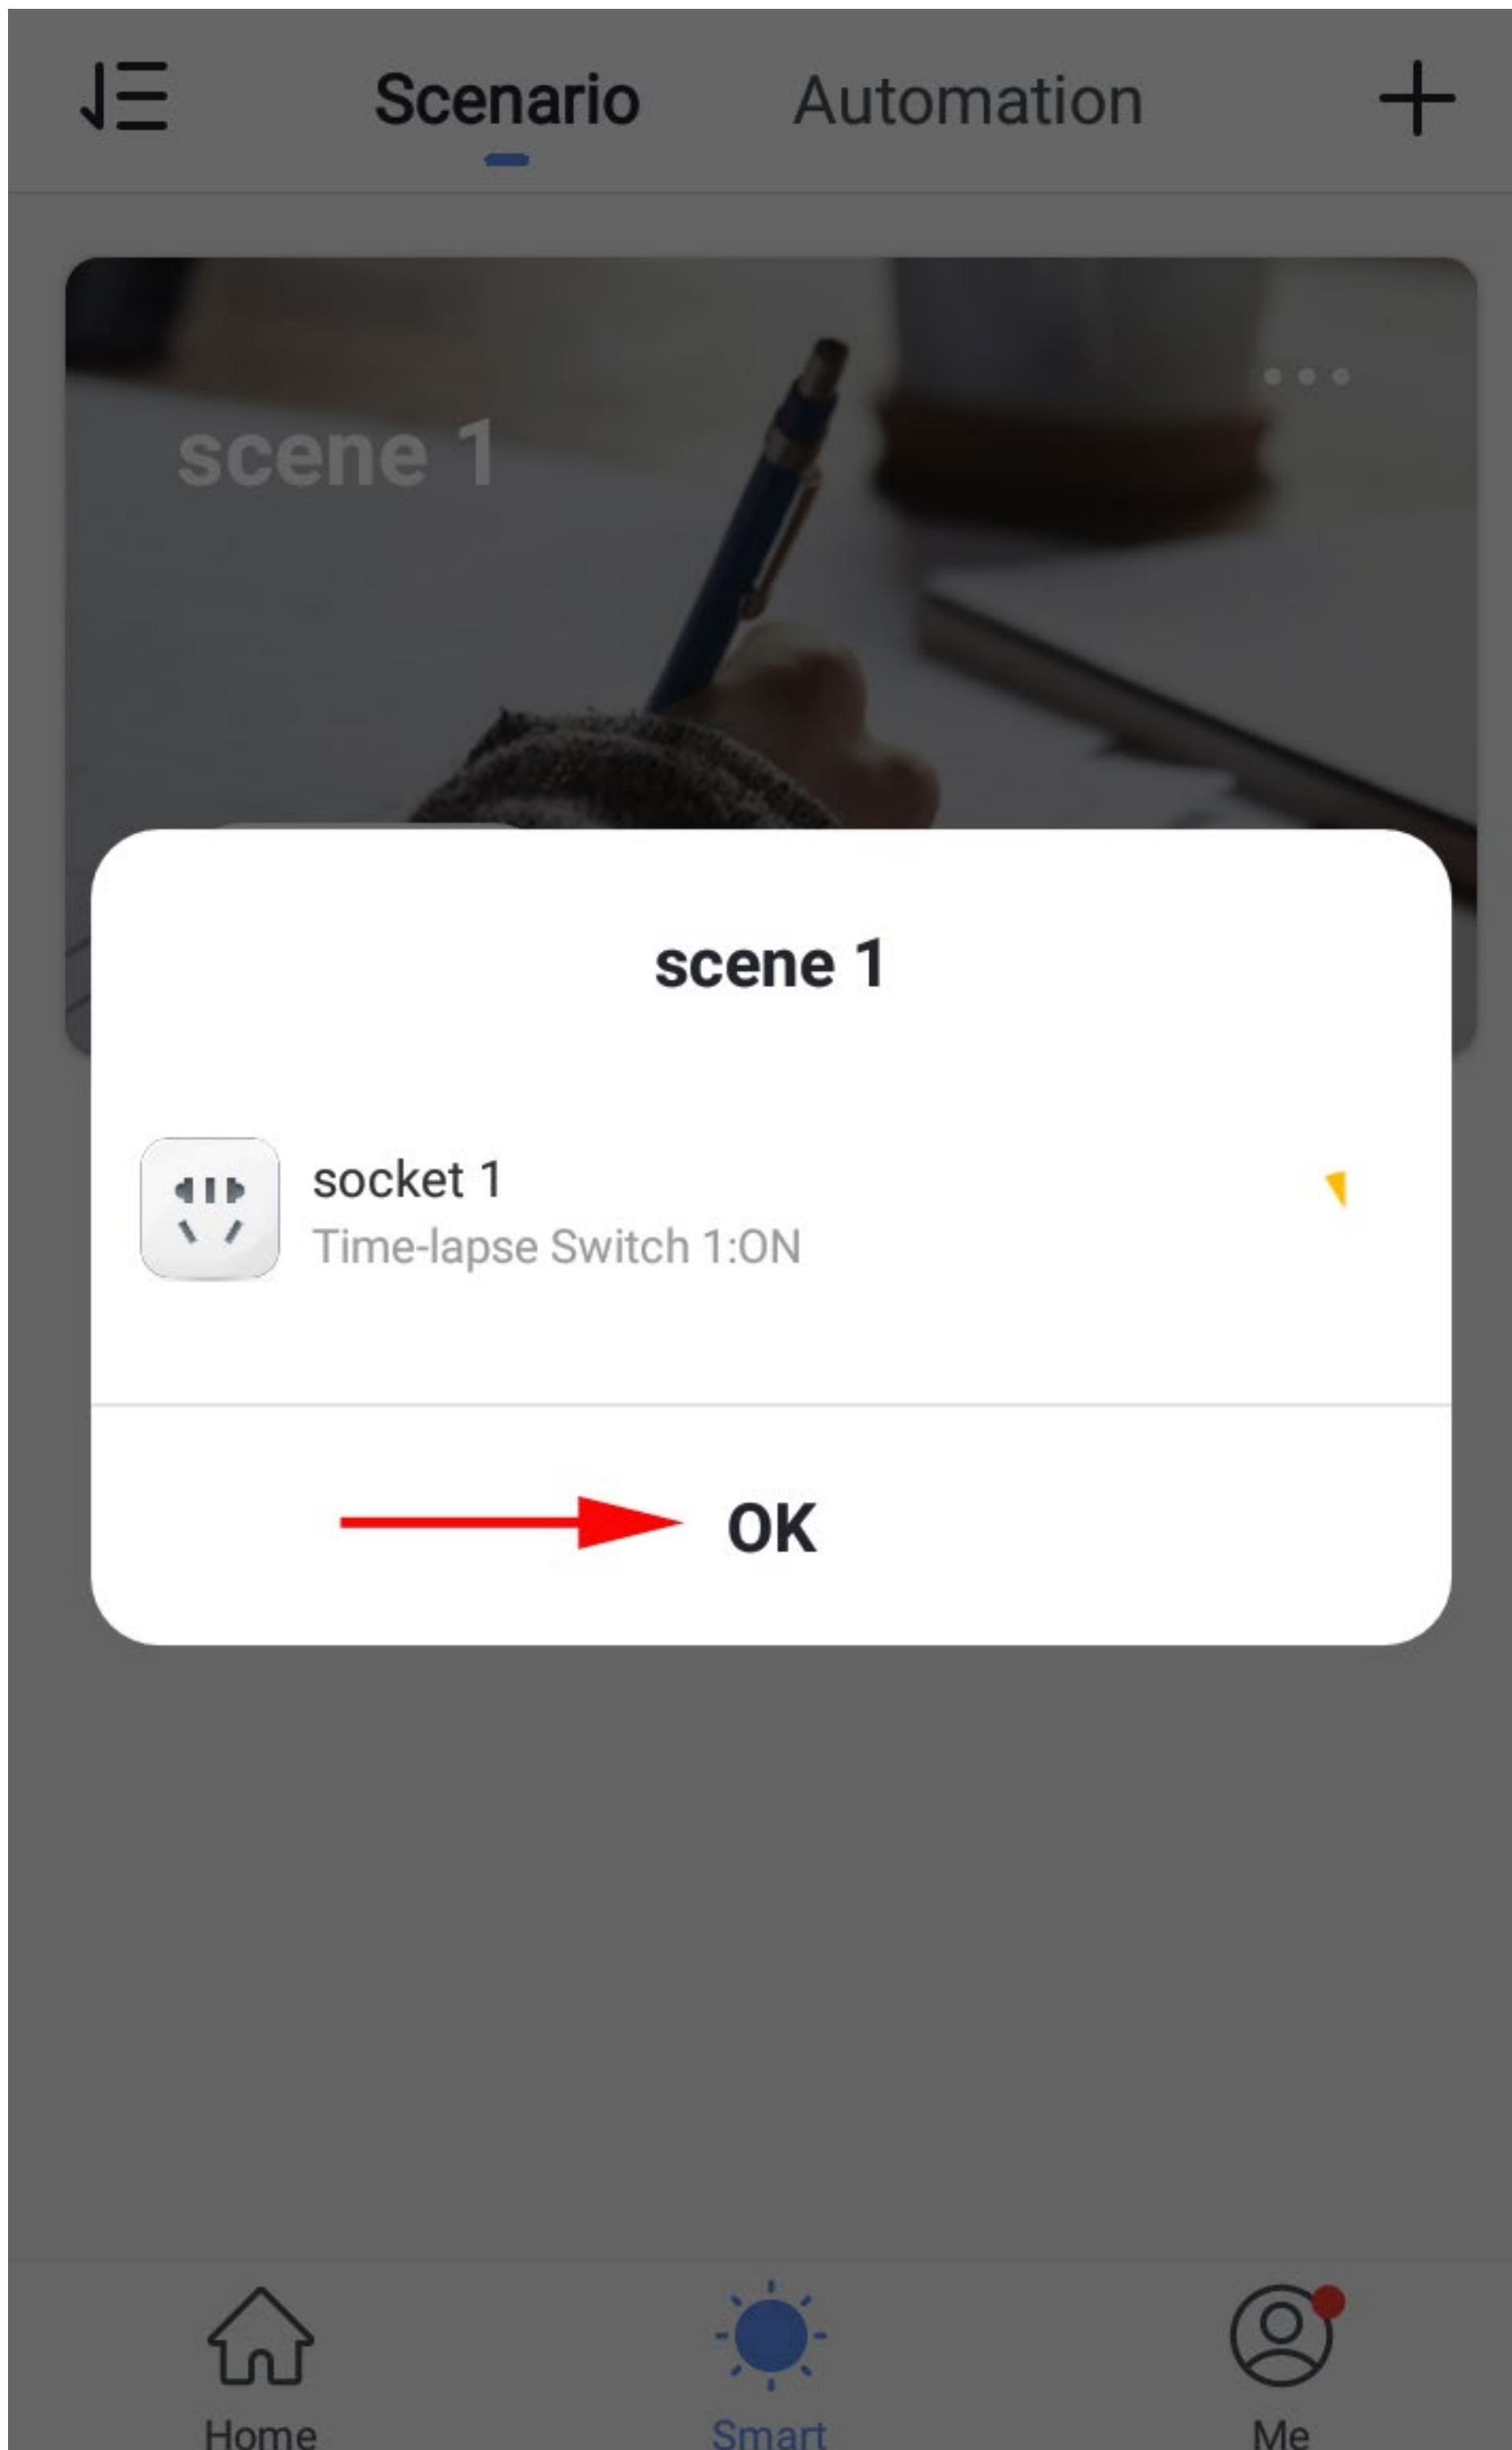 Scenario Automation
scene 1
scene 1
socket 1
Time-lapse Switch 1:ON
OK
Home Smart Me